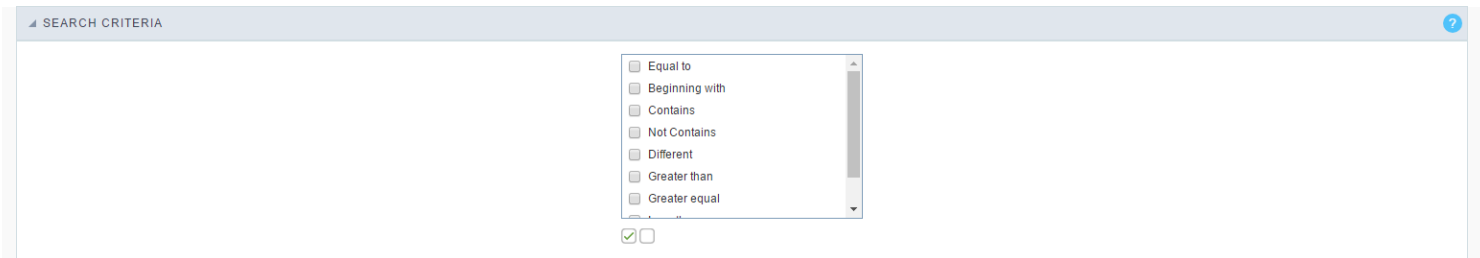 SEARCH CRITERIA
?
Equal to
Beginning with
Contains
Not Contains
Different
Greater than
Greater equal